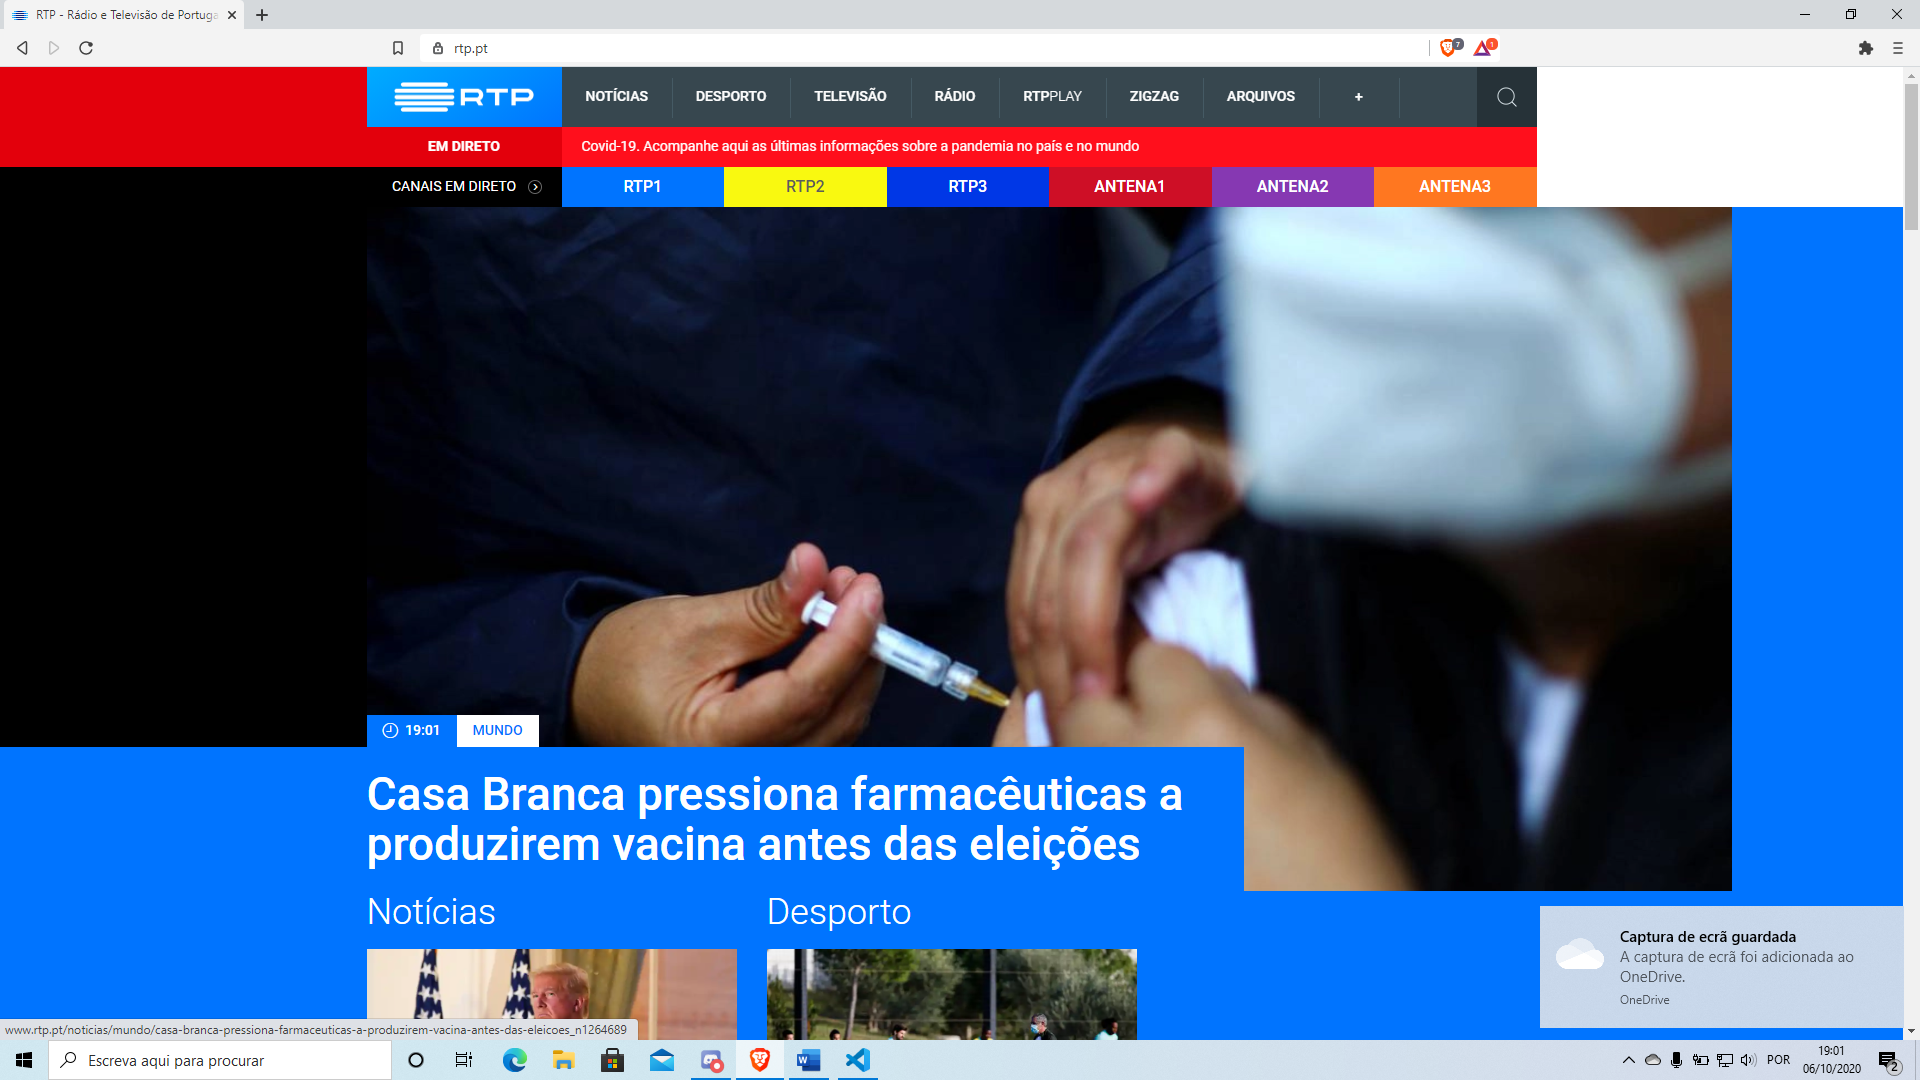 RTP - Rádio e Televisão de Portuga
rtp.pt
7
1
RTP
NOTÍCIAS
DESPORTO
TELEVISÃO
RÁDIO
RTPPLAY
ZIGZAG
ARQUIVOS
+
EM DIRETO
Covid-19. Acompanhe aqui as últimas informações sobre a pandemia no país e no mundo
CANAIS EM DIRETO
RTP1
RTP2
RTP3
ANTENA1
ANTENA2
ANTENA3
19:01
MUNDO
Casa Branca pressiona farmacêuticas a
produzirem vacina antes das eleições
Notícias
Desporto
Captura de ecrã guardada
A captura de ecrã foi adicionada ao
OneDrive.
OneDrive
www.rtp.pt/noticias/mundo/casa-branca-pressiona-farmaceuticas-a-produzirem-vacina-antes-das-eleicoes_n1264689
Escreva aqui para procurar
W
POR
19:01
06/10/2020
2